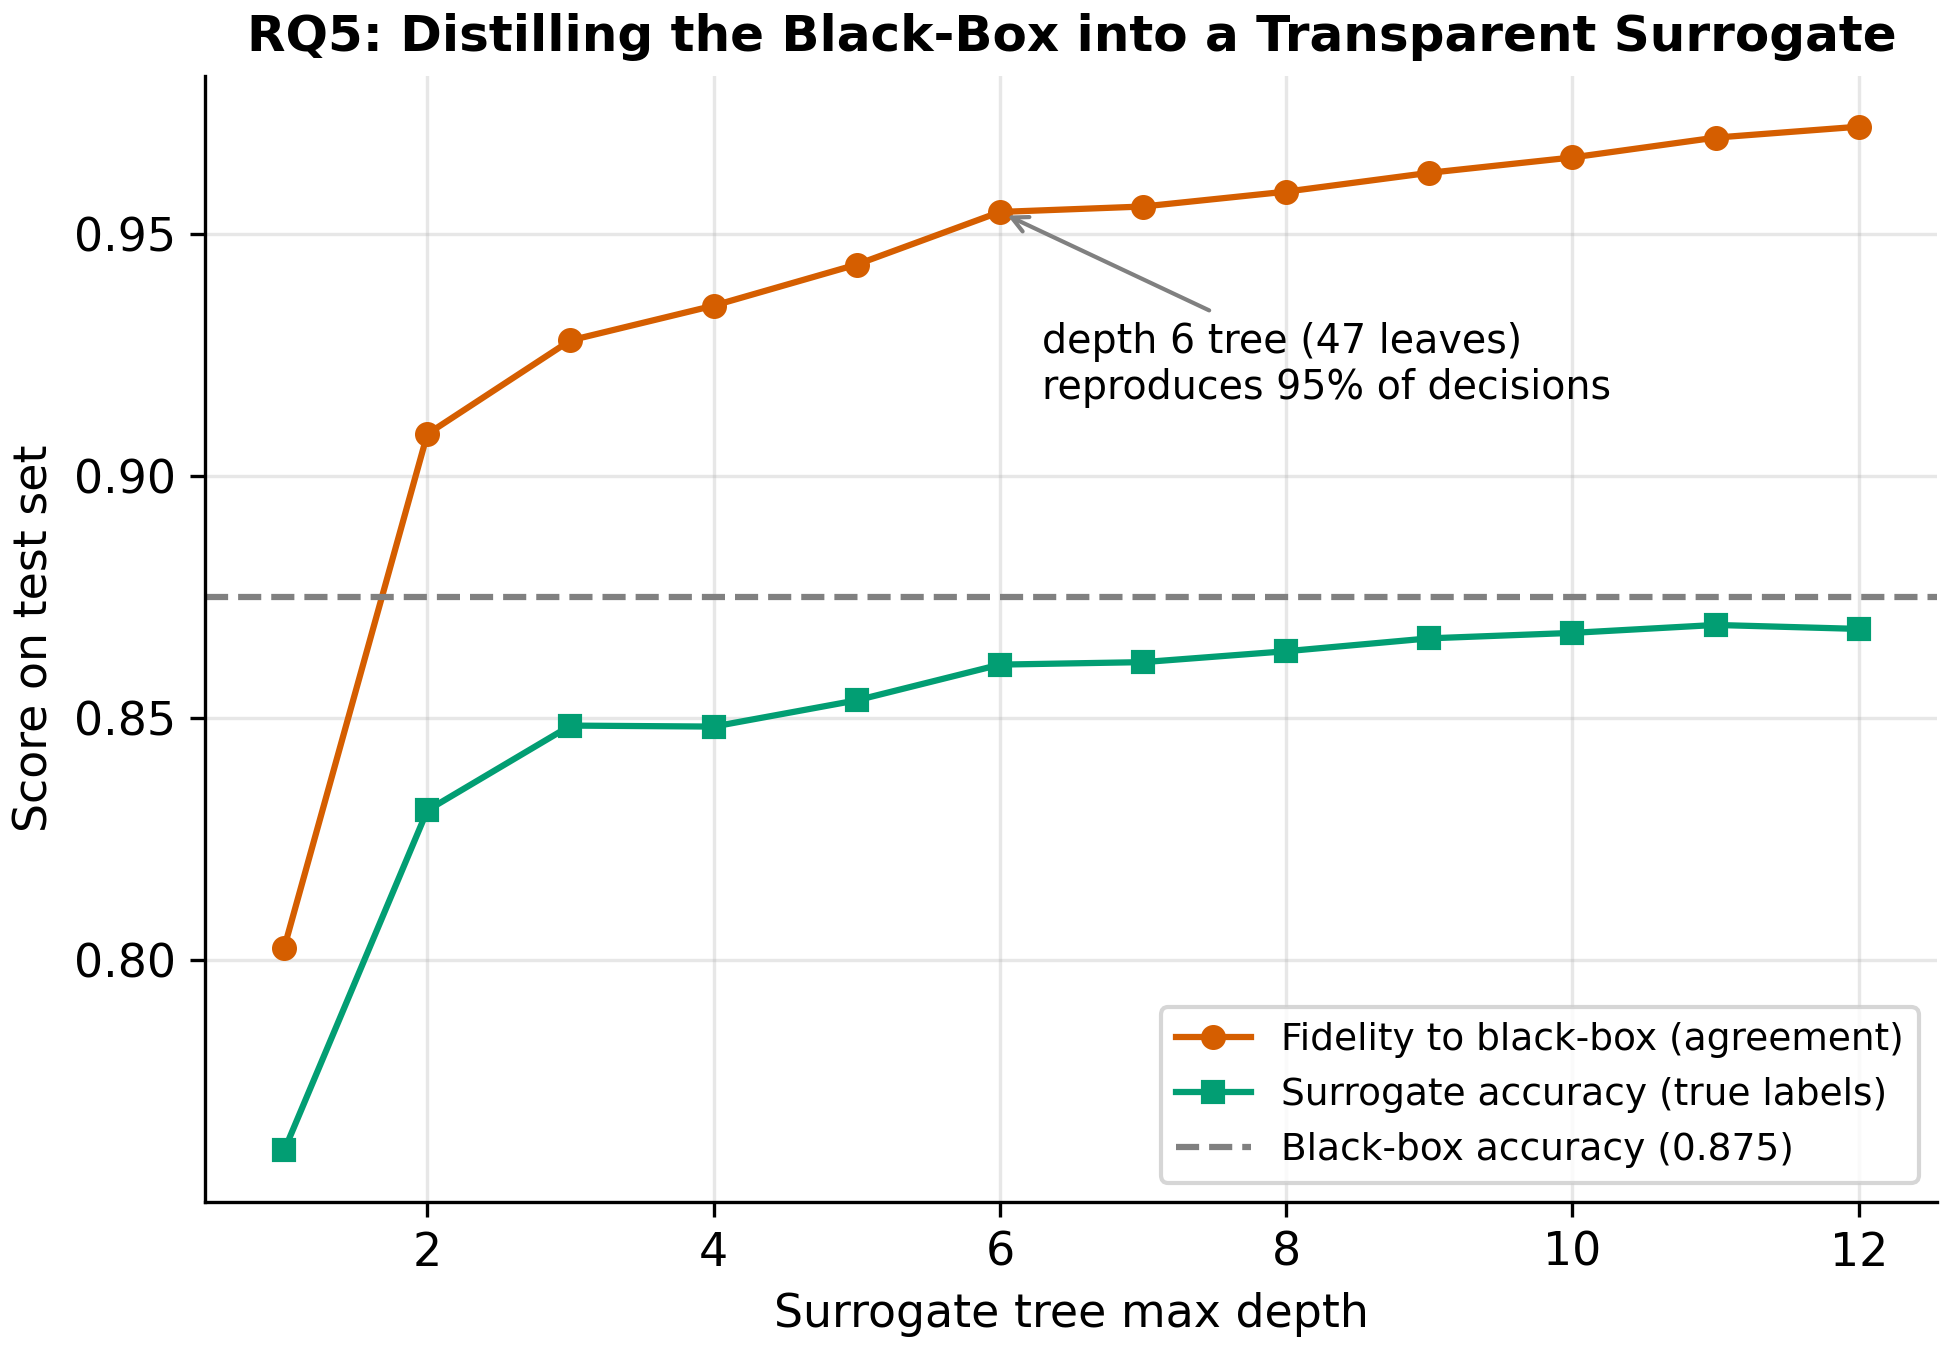 RQ5: Distilling the Black-Box into a Transparent Surrogate
Score on test set
0.95
0.90
0.85
0.80
depth 6 tree (47 leaves)
reproduces 95% of decisions
Fidelity to black-box (agreement)
Surrogate accuracy (true labels)
Black-box accuracy (0.875)
2 4 6 8 10 12
Surrogate tree max depth